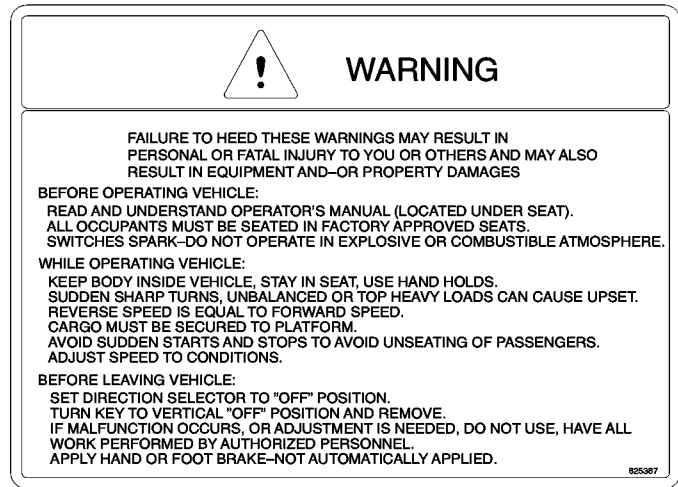 WARNING
FAILURE TO HEED THESE WARNINGS MAY RESULT IN
PERSONAL OR FATAL INJURY TO YOU OR OTHERS AND MAY ALSO
RESULT IN EQUIPMENT AND–OR PROPERTY DAMAGES
BEFORE OPERATING VEHICLE:
READ AND UNDERSTAND OPERATOR'S MANUAL (LOCATED UNDER SEAT).
ALL OCCUPANTS MUST BE SEATED IN FACTORY APPROVED SEATS.
SWITCHES SPARK–DO NOT OPERATE IN EXPLOSIVE OR COMBUSTIBLE ATMOSPHERE.
WHILE OPERATING VEHICLE:
KEEP BODY INSIDE VEHICLE, STAY IN SEAT, USE HAND HOLDS.
SUDDEN SHARP TURNS, UNBALANCED OR TOP HEAVY LOADS CAN CAUSE UPSET.
REVERSE SPEED IS EQUAL TO FORWARD SPEED.
CARGO MUST BE SECURED TO PLATFORM.
AVOID SUDDEN STARTS AND STOPS TO AVOID UNSEATING OF PASSENGERS.
ADJUST SPEED TO CONDITIONS.
BEFORE LEAVING VEHICLE:
SET DIRECTION SELECTOR TO "OFF" POSITION.
TURN KEY TO VERTICAL "OFF" POSITION AND REMOVE.
IF MALFUNCTION OCCURS, OR ADJUSTMENT IS NEEDED, DO NOT USE, HAVE ALL
WORK PERFORMED BY AUTHORIZED PERSONNEL.
APPLY HAND OR FOOT BRAKE–NOT AUTOMATICALLY APPLIED.
625387